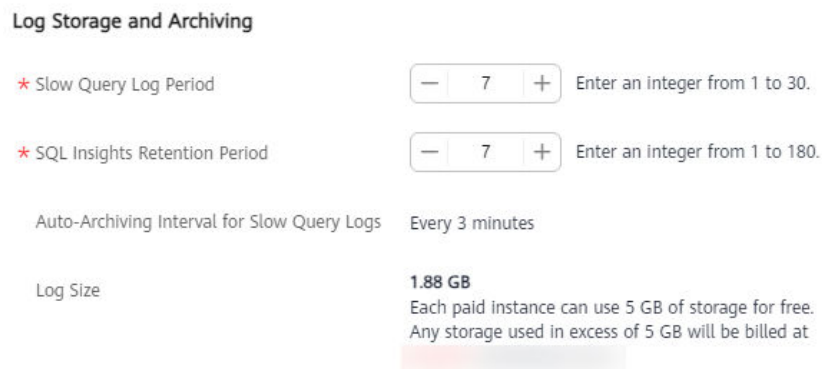 Log Storage and Archiving
* Slow Query Log Period − 7 + Enter an integer from 1 to 30.
* SQL Insights Retention Period − 7 + Enter an integer from 1 to 180.
Auto-Archiving Interval for Slow Query Logs Every 3 minutes
Log Size 1.88 GB
Each paid instance can use 5 GB of storage for free.
Any storage used in excess of 5 GB will be billed at